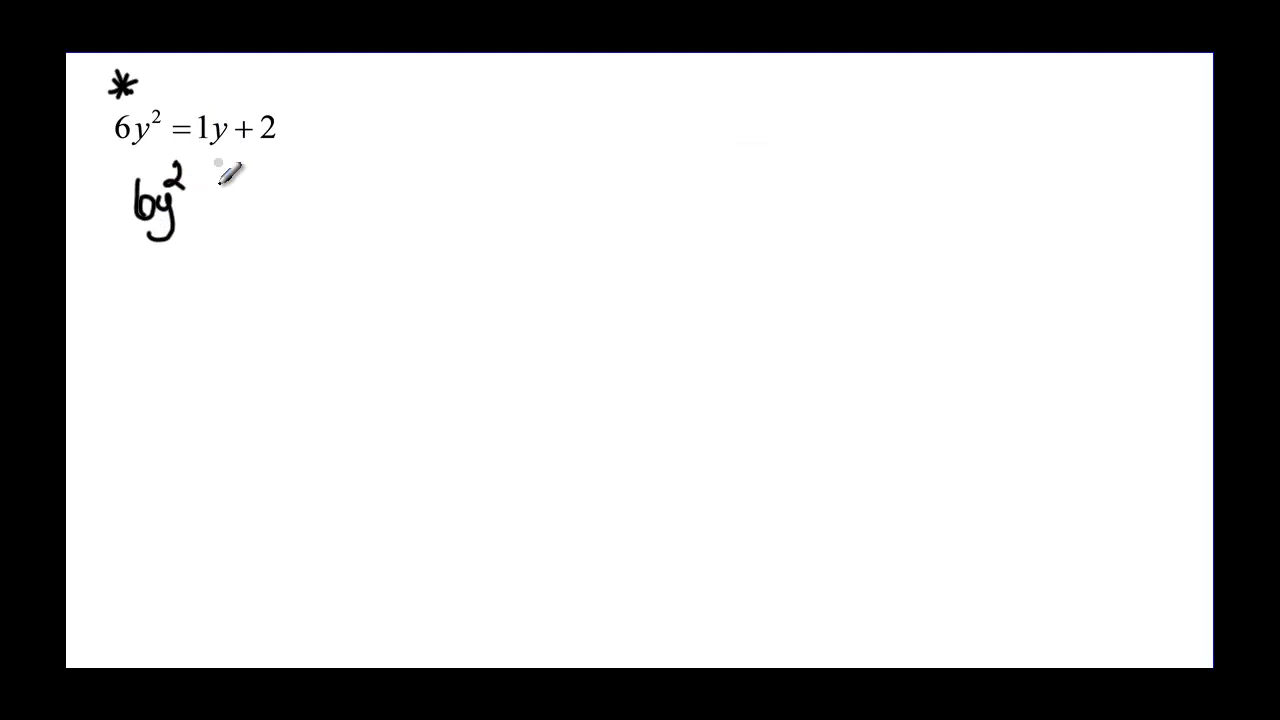 *
6y² = 1y + 2
6y²